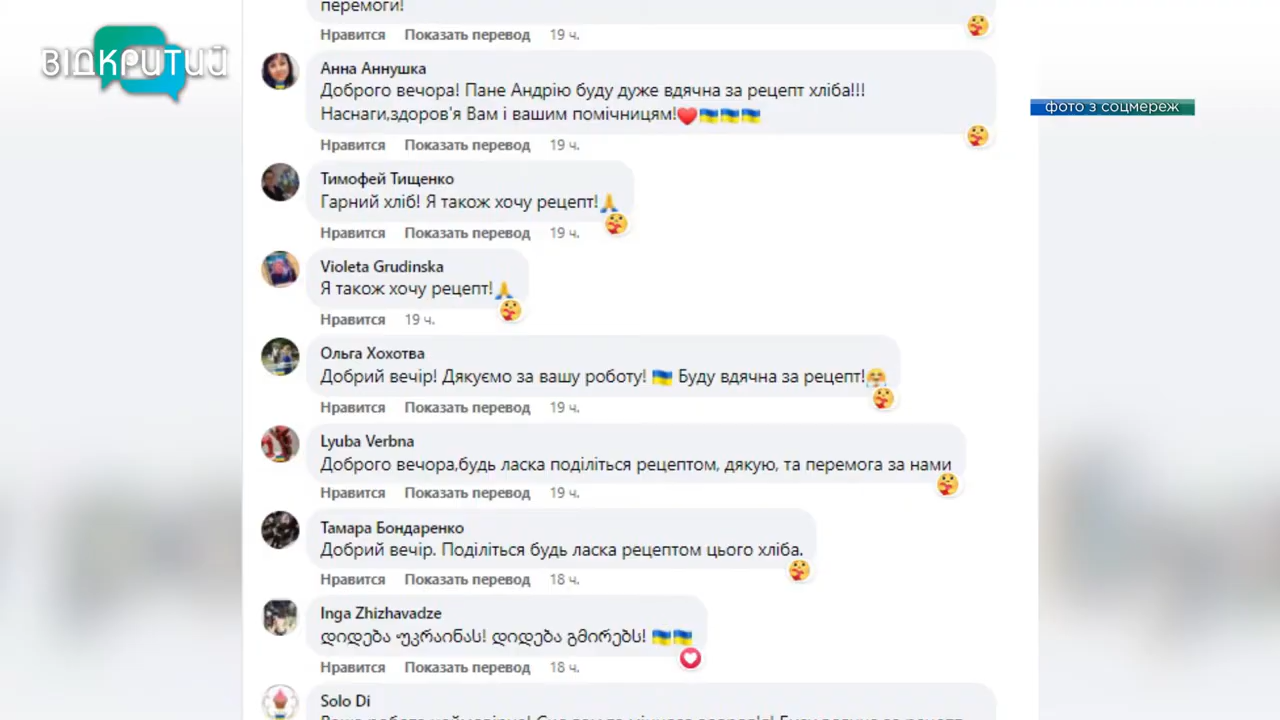 перемоги!
Нравится Показать перевод 19 ч.
ВІДКРИТИЙ
фото з соцмереж
Анна Аннушка
Доброго вечора! Пане Андрію буду дуже вдячна за рецепт хліба!!!
Наснаги,здоров'я Вам і вашим помічницям!❤️🇺🇦🇺🇦🇺🇦
Нравится Показать перевод 19 ч.
Тимофей Тищенко
Гарний хліб! Я також хочу рецепт!🙏
Нравится Показать перевод 19 ч.
Violeta Grudinska
Я також хочу рецепт!🙏
Нравится 19 ч.
Ольга Хохотва
Добрий вечір! Дякуємо за вашу роботу! 🇺🇦 Буду вдячна за рецепт!🤗
Нравится Показать перевод 19 ч.
Lyuba Verbna
Доброго вечора,будь ласка поділіться рецептом, дякую, та перемога за нами
Нравится Показать перевод 19 ч.
Тамара Бондаренко
Добрий вечір. Поділіться будь ласка рецептом цього хліба.
Нравится Показать перевод 18 ч.
Inga Zhizhavadze
დიდება უკრაინას! დიდება გმირებს! 🇺🇦🇺🇦
Нравится Показать перевод 18 ч.
Solo Di